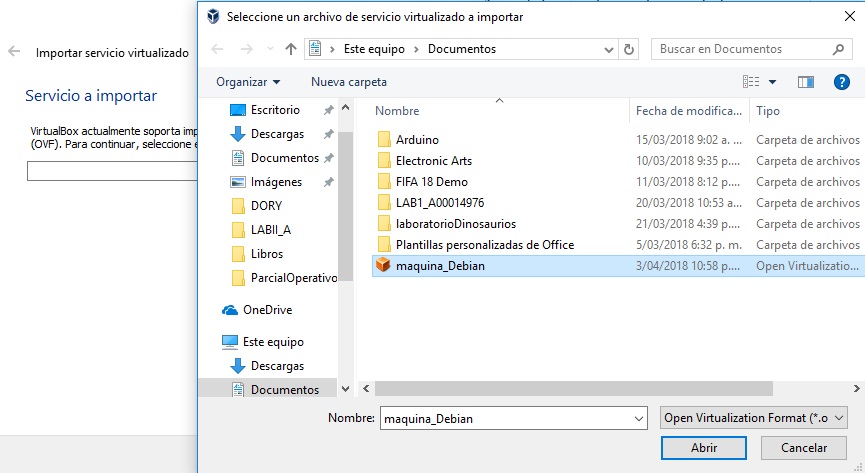 Importar servicio virtualizado
Servicio a importar
VirtualBox actualmente soporta imp
(OVF). Para continuar, seleccione e
Seleccione un archivo de servicio virtualizado a importar
Este equipo > Documentos
Buscar en Documentos
Organizar
Nueva carpeta
Escritorio
Descargas
Documentos
Imágenes
DORY
LABII_A
Libros
ParcialOperativo
OneDrive
Este equipo
Descargas
Documentos
Nombre Fecha de modifica... Tipo
Arduino 15/03/2018 9:02 a. ... Carpeta de archivos
Electronic Arts 10/03/2018 9:35 p.... Carpeta de archivos
FIFA 18 Demo 11/03/2018 8:12 p.... Carpeta de archivos
LAB1_A00014976 20/03/2018 10:53 a... Carpeta de archivos
laboratorioDinosaurios 21/03/2018 4:39 p.... Carpeta de archivos
Plantillas personalizadas de Office 5/03/2018 6:32 p. m. Carpeta de archivos
maquina_Debian 3/04/2018 10:58 p.... Open Virtualizatio...
Nombre: maquina_Debian
Open Virtualization Format (*.o
Abrir
Cancelar